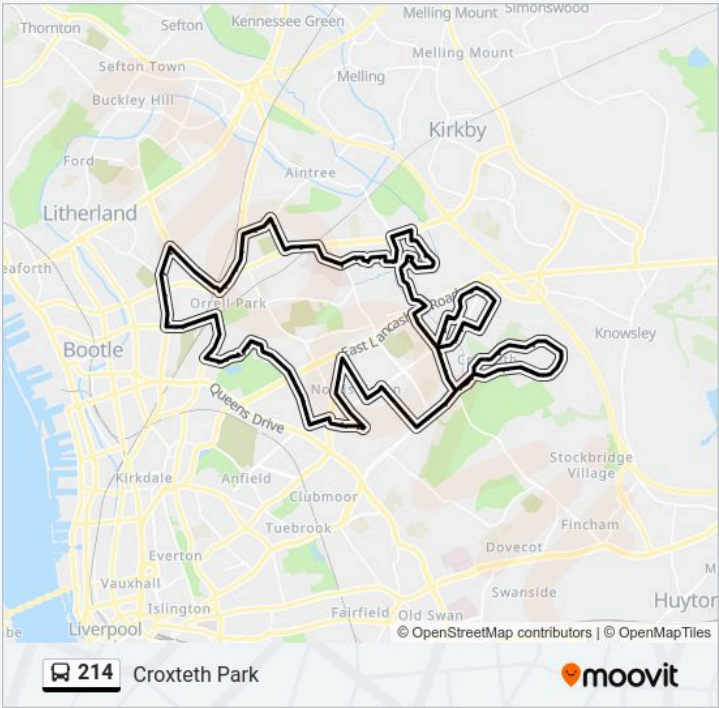 Melling Mount
Simonswood
Thornton
Sefton
Kennessee Green
Melling Mount
Sefton Town
Melling
Buckley Hill
Kirkby
Ford
Aintree
Litherland
eaforth
Orrell Park
East Lancash
Road
Knowsley
Bootle
Queens Drive
Stockbridge
Village
Kirkdale
Anfield
Clubmoor
Tuebrook
Fincham
Everton
Dovecot
Vauxhall
Swanside
Huyton
Islington
Fairfield
Old Swan
be
Liverpool
© OpenStreetMap contributors | © OpenMapTiles
214
Croxteth Park
moovit